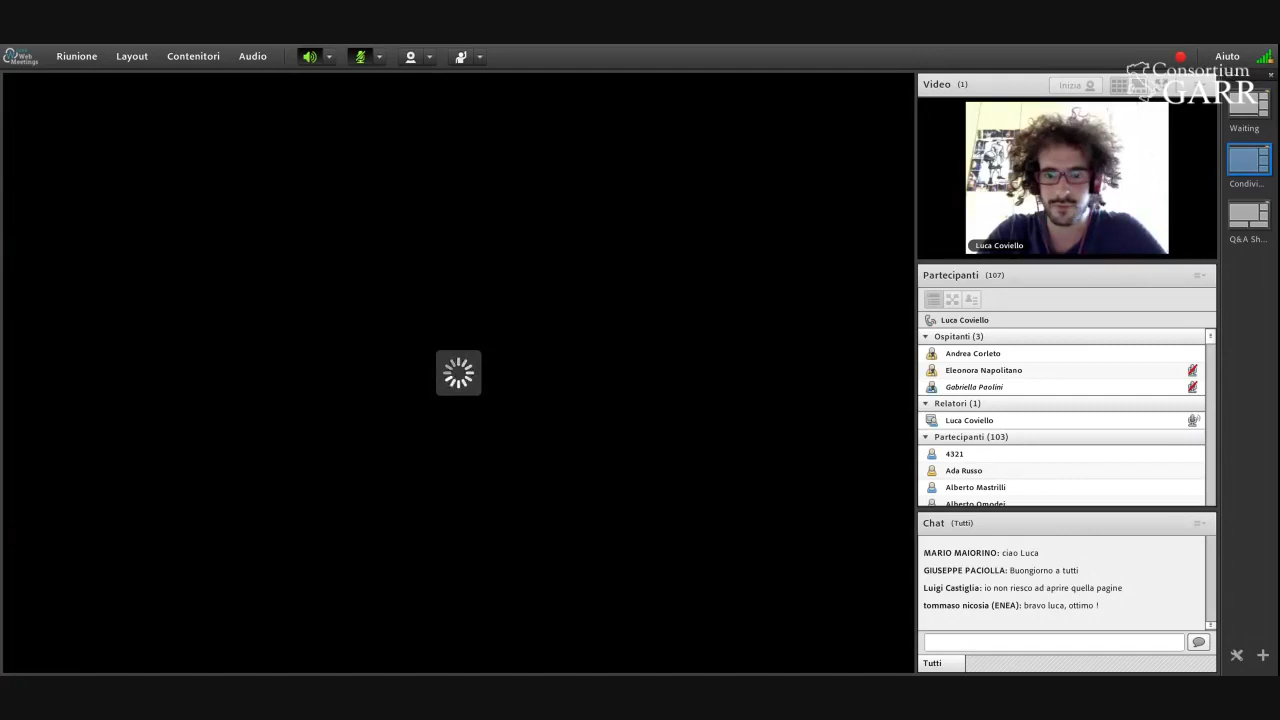 Web
Meetings
Riunione
Layout
Contenitori
Audio
Aiuto
Consortium
GARR
Video (1)
Inizia
Luca Coviello
Waiting
Condivi...
Q&A Sh...
Partecipanti (107)
Luca Coviello
Ospitanti (3)
Andrea Corleto
Eleonora Napolitano
Gabriella Paolini
Relatori (1)
Luca Coviello
Partecipanti (103)
4321
Ada Russo
Alberto Mastrilli
Alberto Omodei
Chat (Tutti)
MARIO MAIORINO: ciao Luca
GIUSEPPE PACIOLLA: Buongiorno a tutti
Luigi Castiglia: io non riesco ad aprire quella pagine
tommaso nicosia (ENEA): bravo luca, ottimo !
Tutti